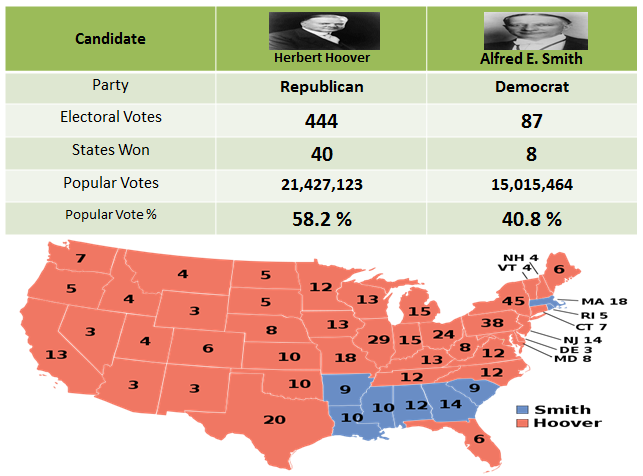 Candidate
Herbert Hoover
Alfred E. Smith
Party
Republican
Democrat
Electoral Votes
444
87
States Won
40
8
Popular Votes
21,427,123
15,015,464
Popular Vote %
58.2 %
40.8 %
7
4
5
12
NH 4
VT 4
6
5
4
3
5
13
15
45
MA 18
RI 5
CT 7
13
3
4
6
8
10
13
18
29
15
24
38
NJ 14
DE 3
MD 8
8
12
13
12
12
3
3
10
20
9
10
10
12
14
9
6
Smith
Hoover